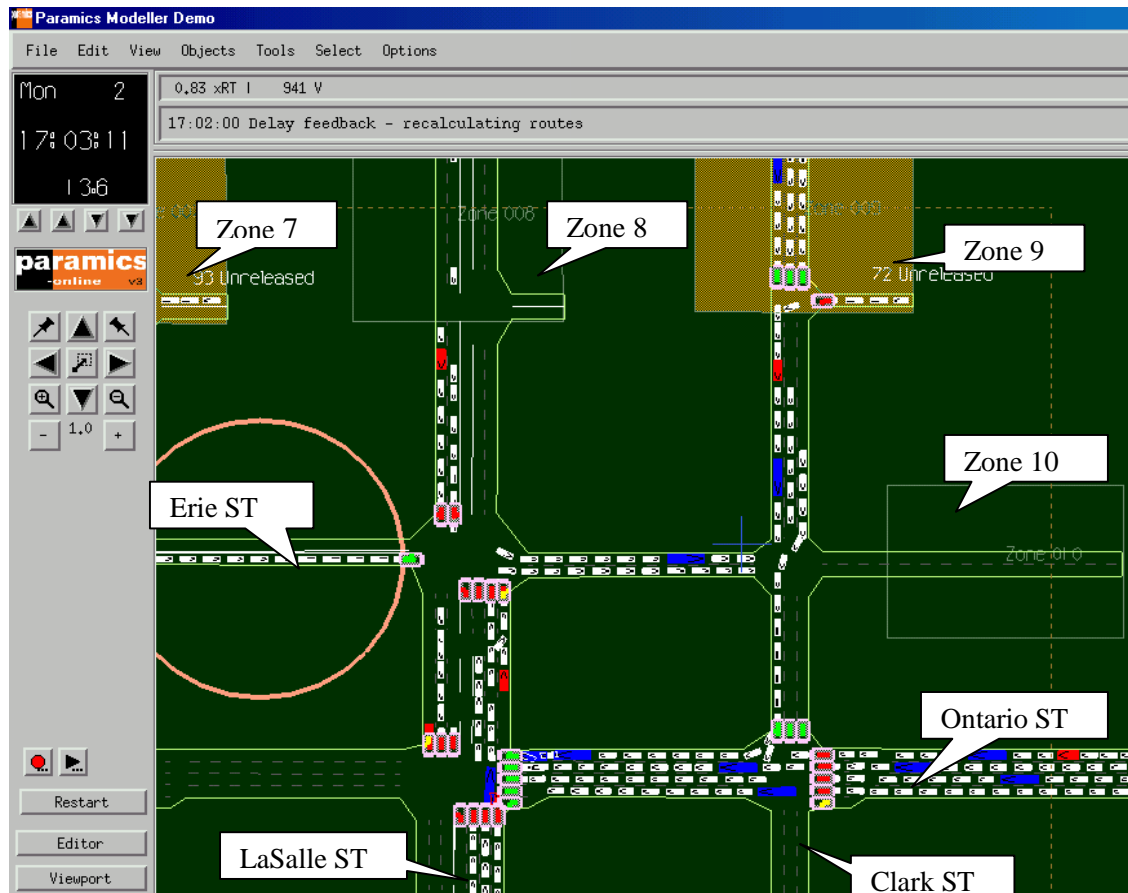 Paramics Modeller Demo
File Edit View Objects Tools Select Options
Mon 2
17:03:11
13.6
0.83 xRT | 941 V
17:02:00 Delay feedback - recalculating routes
paramics
-online v3
1.0
Restart
Editor
Viewport
Zone 7
93 Unreleased
Zone 008
Zone 8
Zone 9
72 Unreleased
Zone 10
Zone 010
Erie ST
Ontario ST
LaSalle ST
Clark ST